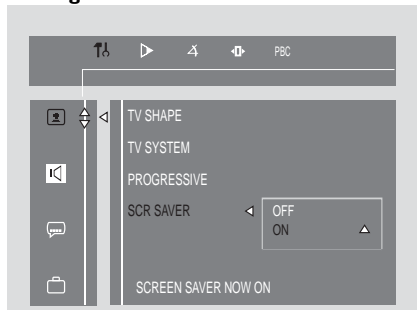 PBC
TV SHAPE
TV SYSTEM
PROGRESSIVE
SCR SAVER OFF
ON
SCREEN SAVER NOW ON